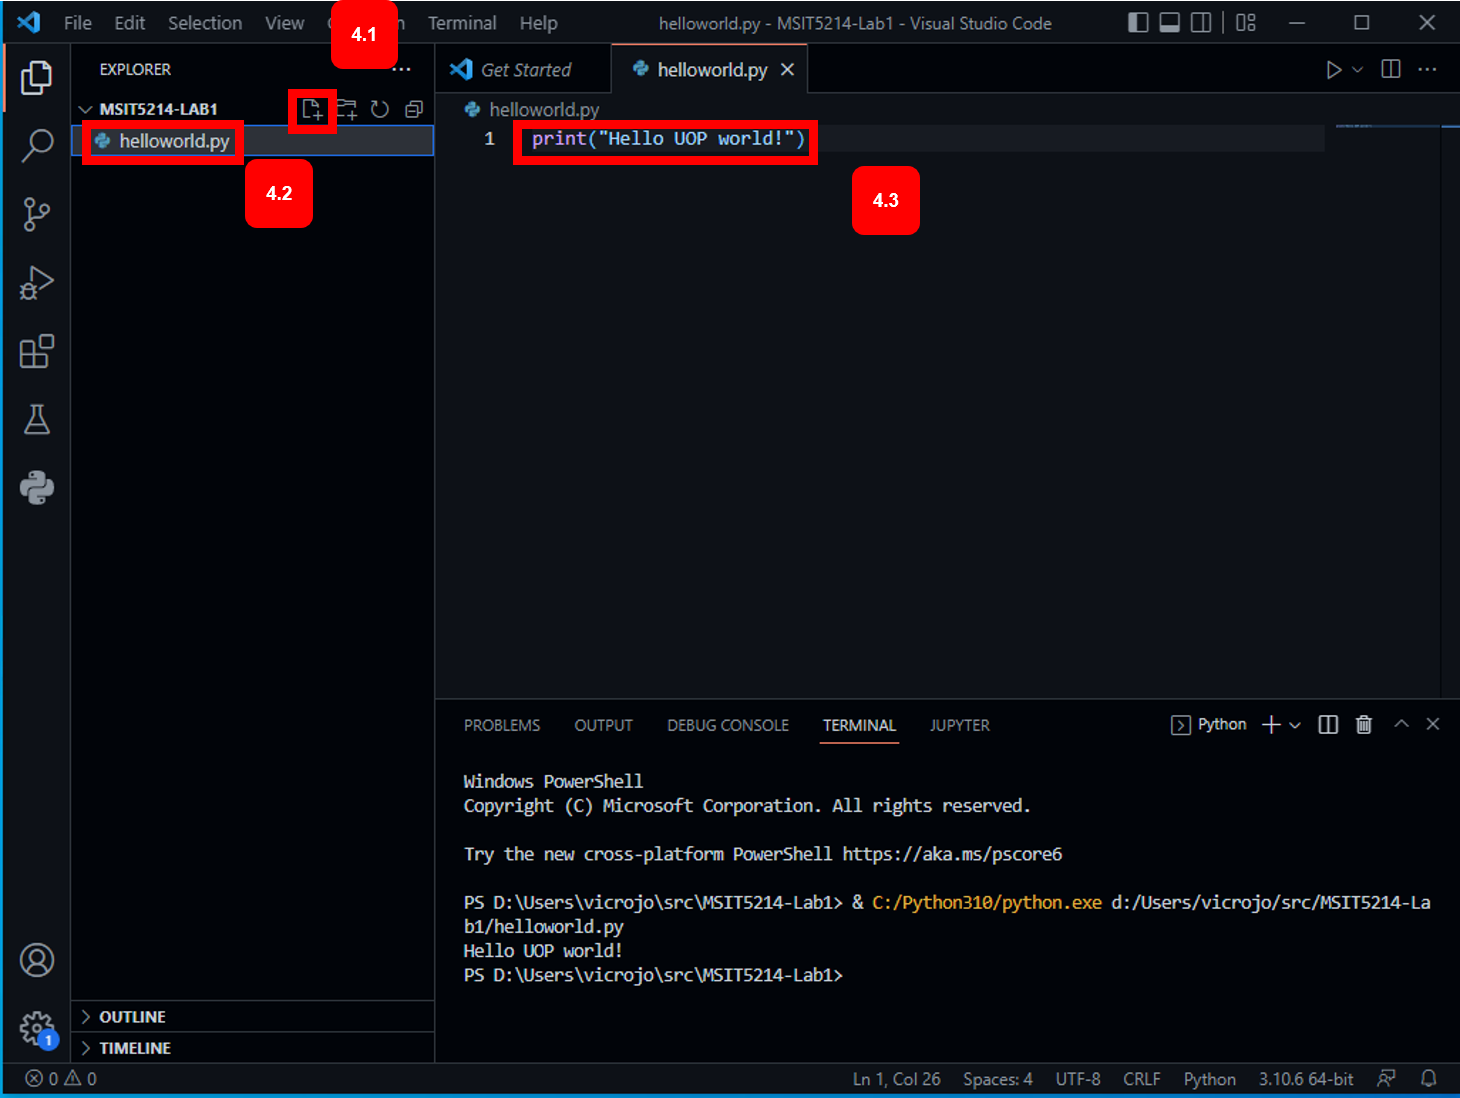 File Edit Selection View Terminal Help helloworld.py - MSIT5214-Lab1 - Visual Studio Code
4.1
EXPLORER
Get Started
helloworld.py
MSIT5214-LAB1
helloworld.py
helloworld.py
1 print("Hello UOP world!")
4.2
4.3
PROBLEMS OUTPUT DEBUG CONSOLE TERMINAL JUPYTER Python
Windows PowerShell
Copyright (C) Microsoft Corporation. All rights reserved.
Try the new cross-platform PowerShell https://aka.ms/pscore6
PS D:\Users\vicrojo\src\MSIT5214-Lab1> & C:/Python310/python.exe d:/Users/vicrojo/src/MSIT5214-La
b1/helloworld.py
Hello UOP world!
PS D:\Users\vicrojo\src\MSIT5214-Lab1>
OUTLINE
1
TIMELINE
0 0 Ln 1, Col 26 Spaces: 4 UTF-8 CRLF Python 3.10.6 64-bit